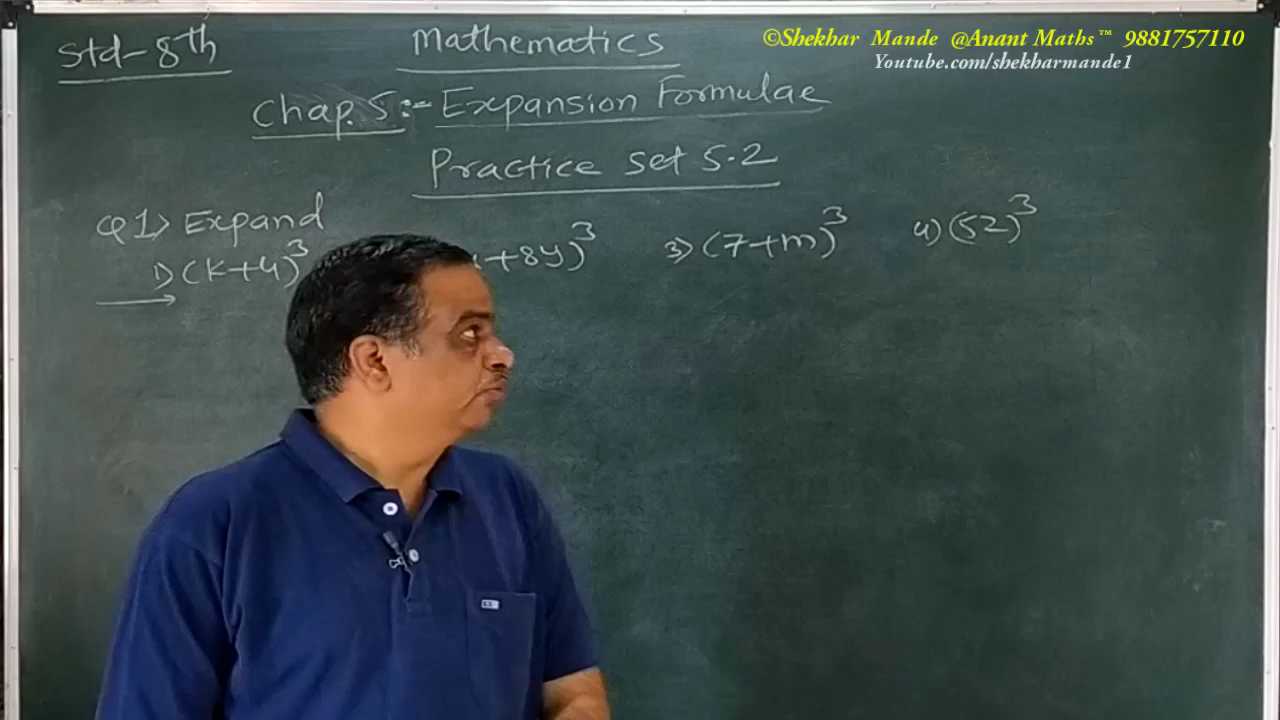 Std-8th
Mathematics
©Shekhar Mande @Anant Maths™ 9881757110
Youtube.com/shekharmande1
Chap.5:- Expansion Formulae
Practice Set 5.2
Q1> Expand
1) (k+4)³ +8y)³ 3) (7+m)³ 4) (52)³